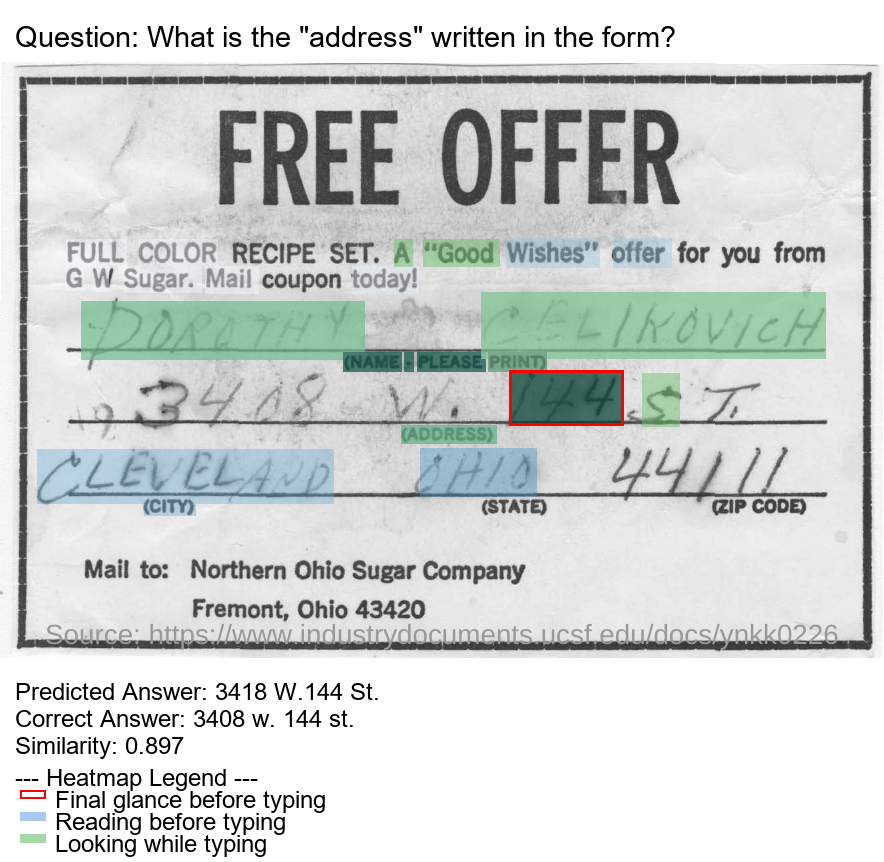 Question: What is the "address" written in the form?
FREE OFFER
FULL COLOR RECIPE SET. A "Good Wishes" offer for you from
G W Sugar. Mail coupon today!
DOROTHY CELIKOVICH
(NAME - PLEASE PRINT)
3408 W. 144 ST.
(ADDRESS)
CLEVELAND OHIO 44111
(CITY) (STATE) (ZIP CODE)
Mail to: Northern Ohio Sugar Company
Fremont, Ohio 43420
Source: https://www.industrydocuments.ucsf.edu/docs/ynkk0226
Predicted Answer: 3418 W.144 St.
Correct Answer: 3408 w. 144 st.
Similarity: 0.897
--- Heatmap Legend ---
Final glance before typing
Reading before typing
Looking while typing